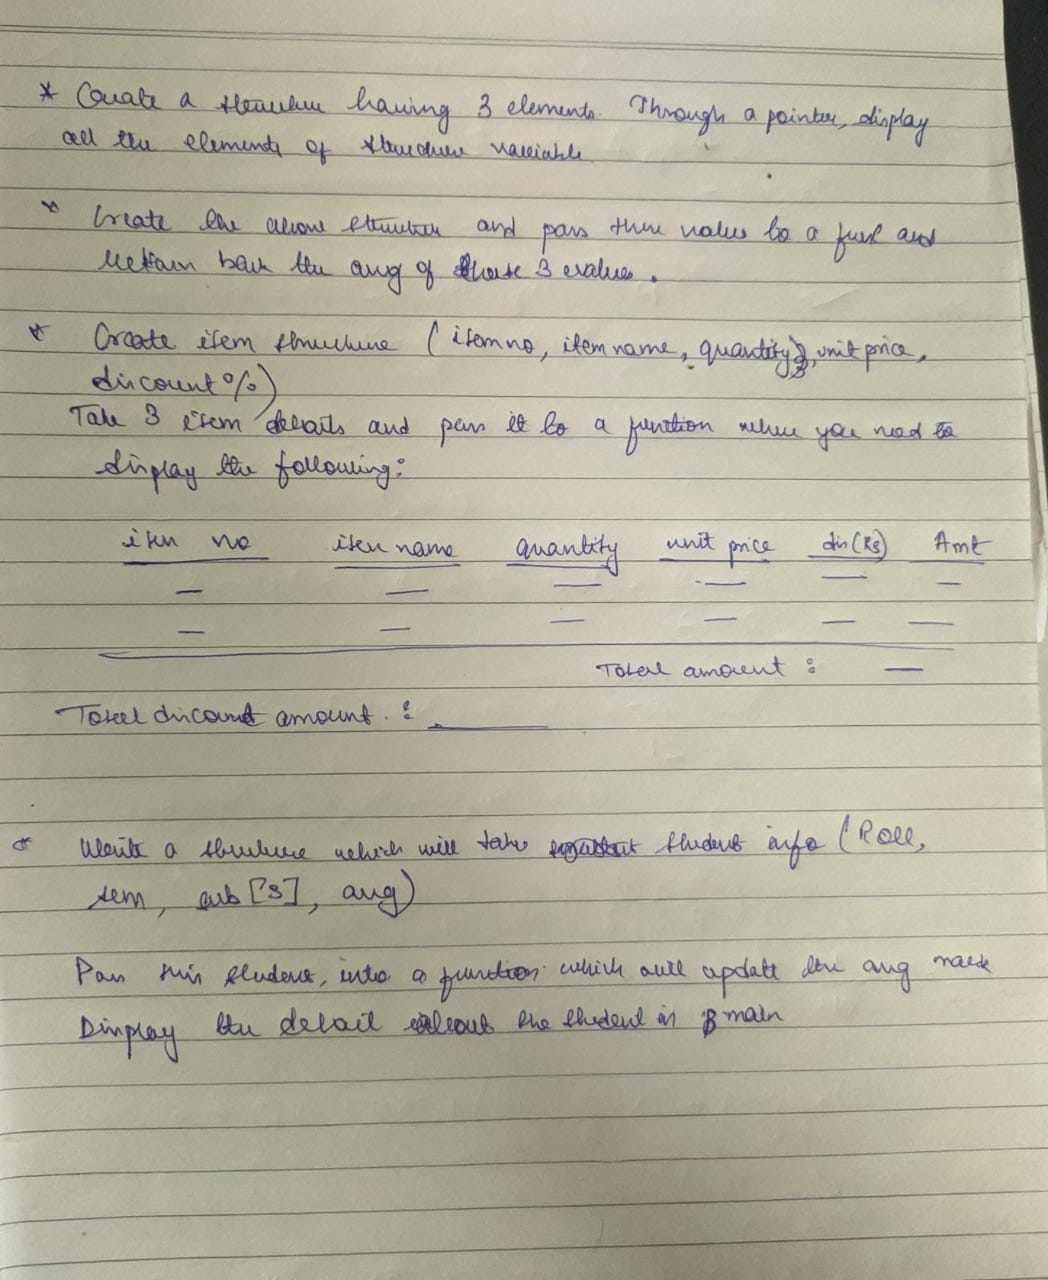 * Create a structure having 3 elements. Through a pointer, display
all the elements of structure variable
* Create the above structure and pass these values to a func and
return back the avg of those 3 values.
* Create item structure (item no, item name, quantity, unit price,
discount %)
Take 3 item details and pass it to a function where you need to
display the following:
item no item name quantity unit price dis(Rs) Amt
— — — — — —
— — — — — —
Total amount : —
Total discount amount. : ____
* Write a structure which will take student info (Roll,
sem, sub[3], avg)
Pass this student, into a function which will update the avg mark
Display the detail about the student in main